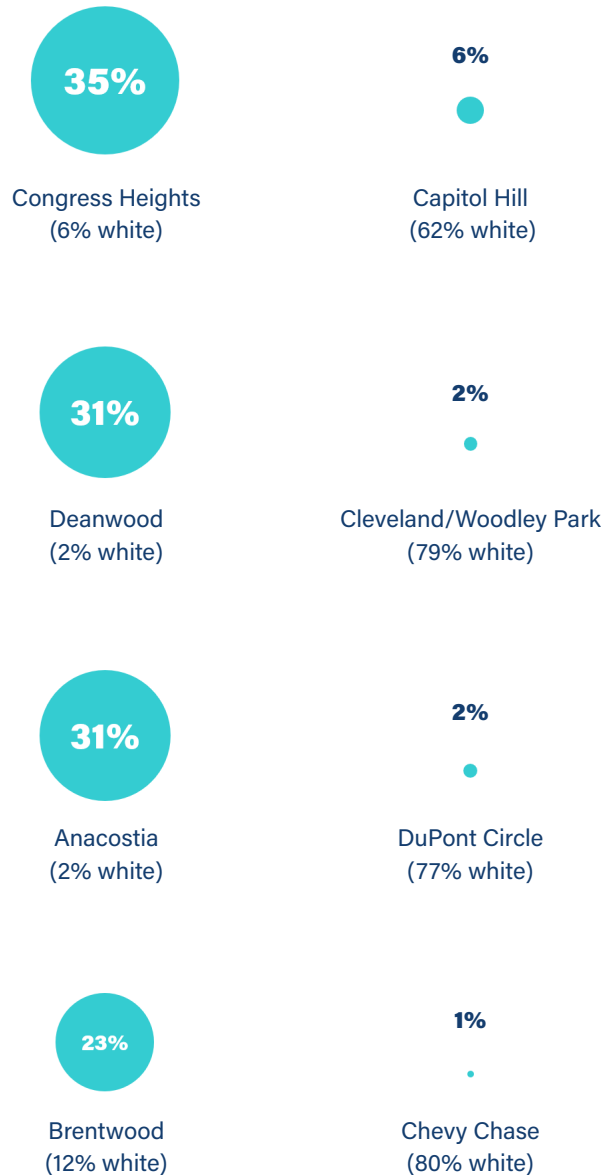 35%
Congress Heights
(6% white)
6%
Capitol Hill
(62% white)
31%
Deanwood
(2% white)
2%
Cleveland/Woodley Park
(79% white)
31%
Anacostia
(2% white)
2%
DuPont Circle
(77% white)
23%
Brentwood
(12% white)
1%
Chevy Chase
(80% white)